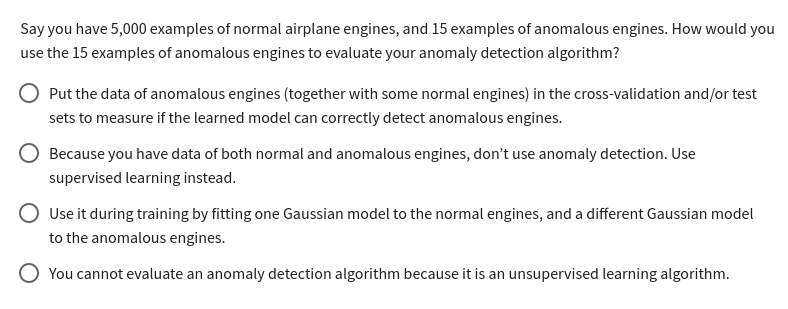 Say you have 5,000 examples of normal airplane engines, and 15 examples of anomalous engines. How would you
use the 15 examples of anomalous engines to evaluate your anomaly detection algorithm?
Put the data of anomalous engines (together with some normal engines) in the cross-validation and/or test
sets to measure if the learned model can correctly detect anomalous engines.
Because you have data of both normal and anomalous engines, don’t use anomaly detection. Use
supervised learning instead.
Use it during training by fitting one Gaussian model to the normal engines, and a different Gaussian model
to the anomalous engines.
You cannot evaluate an anomaly detection algorithm because it is an unsupervised learning algorithm.